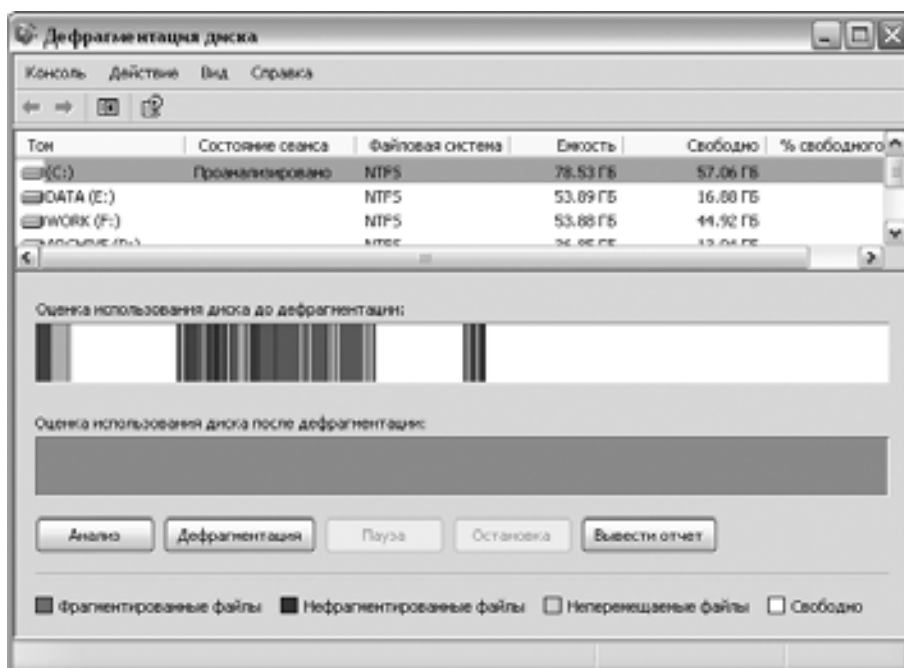 Дефрагментация диска
Консоль Действие Вид Справка
Том Состояние сеанса Файловая система Емкость Свободно % свободного
(C:) Проанализировано NTFS 78.53 ГБ 57.06 ГБ
DATA (E:) NTFS 53.89 ГБ 16.88 ГБ
WORK (F:) NTFS 53.88 ГБ 44.92 ГБ
ARCHIVE (D:) NTFS
Оценка использования диска до дефрагментации:
Оценка использования диска после дефрагментации:
Анализ Дефрагментация Пауза Остановка Вывести отчет
Фрагментированные файлы Нефрагментированные файлы Неперемещаемые файлы Свободно